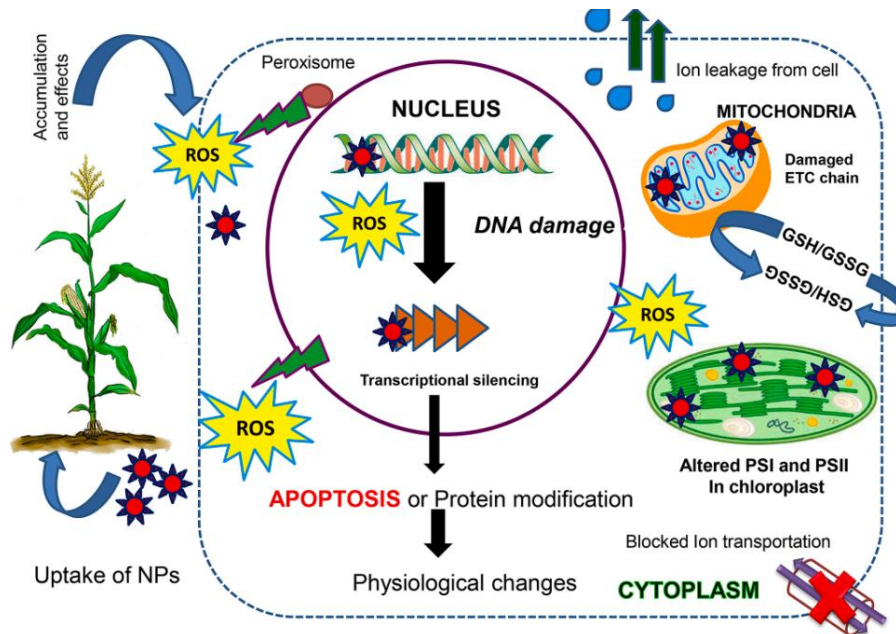 Accumulation
and effects
Peroxisome
Ion leakage from cell
ROS
NUCLEUS
MITOCHONDRIA
Damaged
ETC chain
ROS
DNA damage
GSH/GSSG
GSH/GSSG
ROS
Transcriptional silencing
ROS
Altered PSI and PSII
In chloroplast
APOPTOSIS or Protein modification
Blocked Ion transportation
Uptake of NPs
Physiological changes
CYTOPLASM